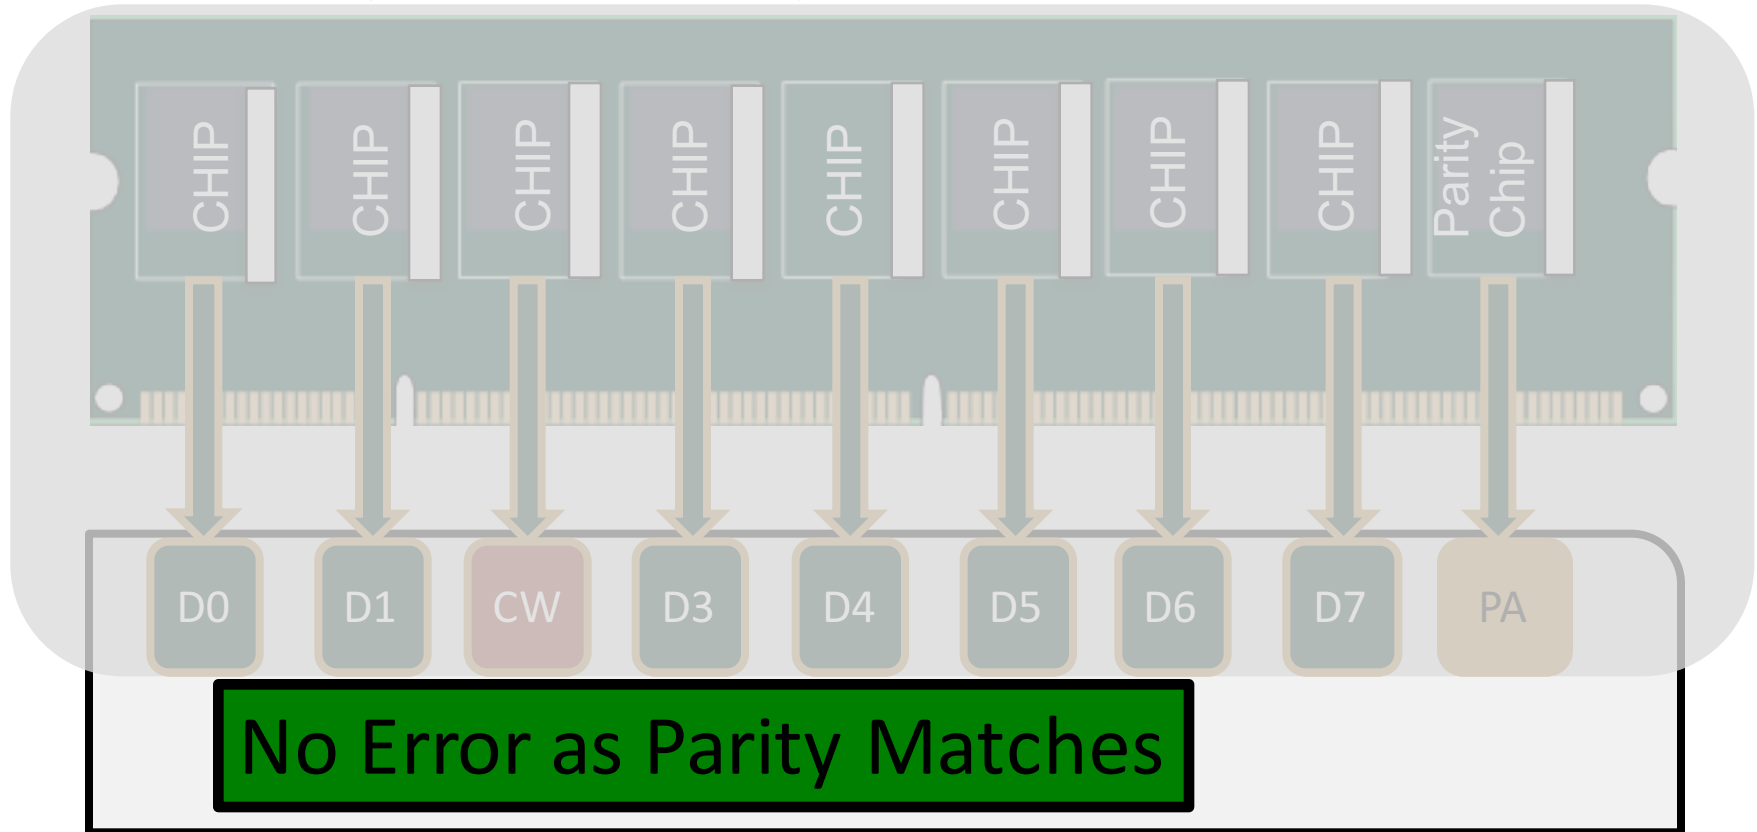 CHIP
CHIP
CHIP
CHIP
CHIP
CHIP
CHIP
CHIP
Parity
Chip
D0
D1
CW
D3
D4
D5
D6
D7
PA
No Error as Parity Matches